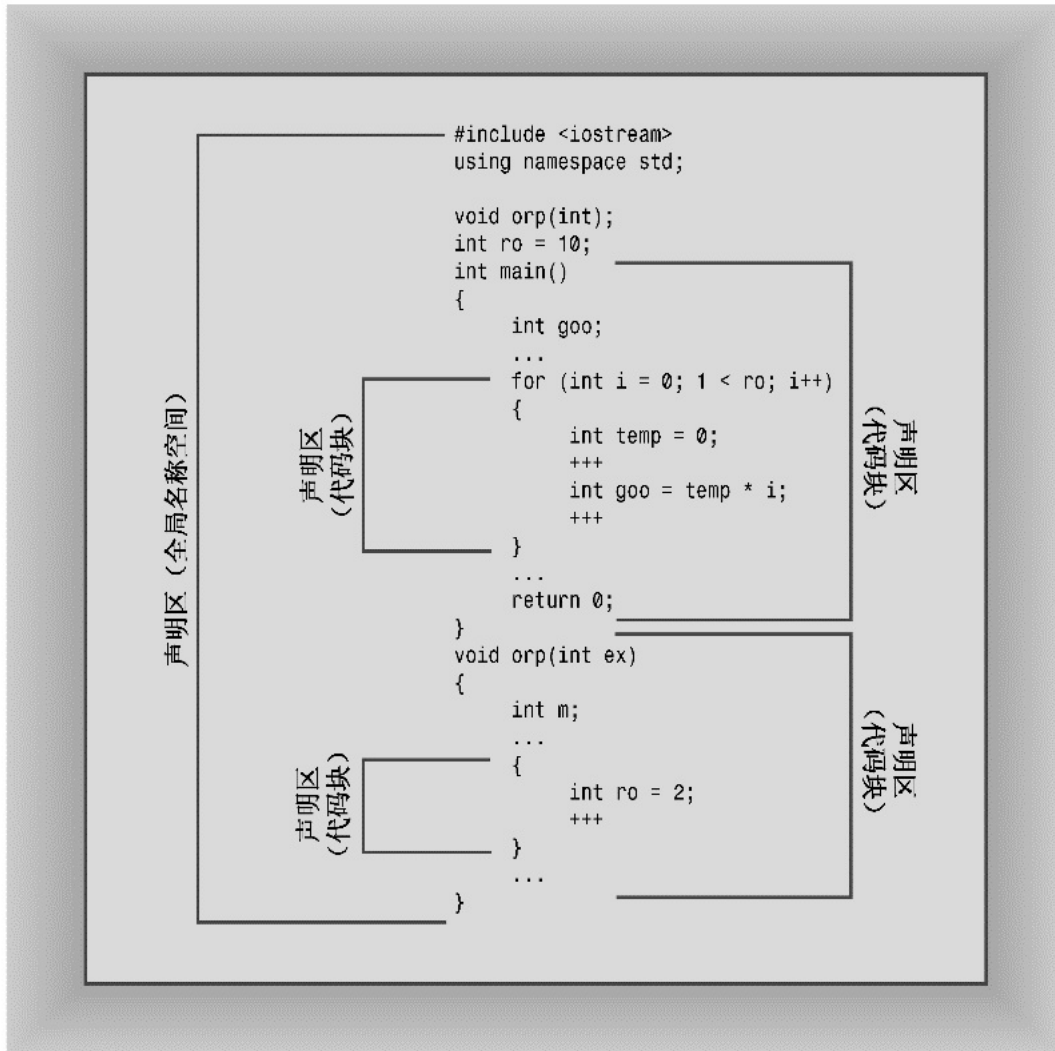 #include <iostream>
using namespace std;
void orp(int);
int ro = 10;
int main()
{
int goo;
...
for (int i = 0; 1 < ro; i++)
{
int temp = 0;
+++
int goo = temp * i;
+++
}
...
return 0;
}
void orp(int ex)
{
int m;
...
{
int ro = 2;
+++
}
...
}
声明区（全局名称空间）
声明区
（代码块）
声明区
（代码块）
声明区
（代码块）
声明区
（代码块）